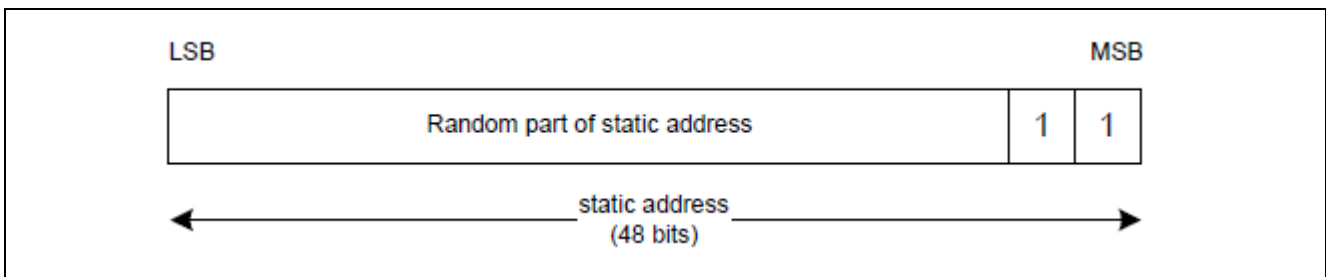 LSB MSB
Random part of static address 1 1
static address
(48 bits)